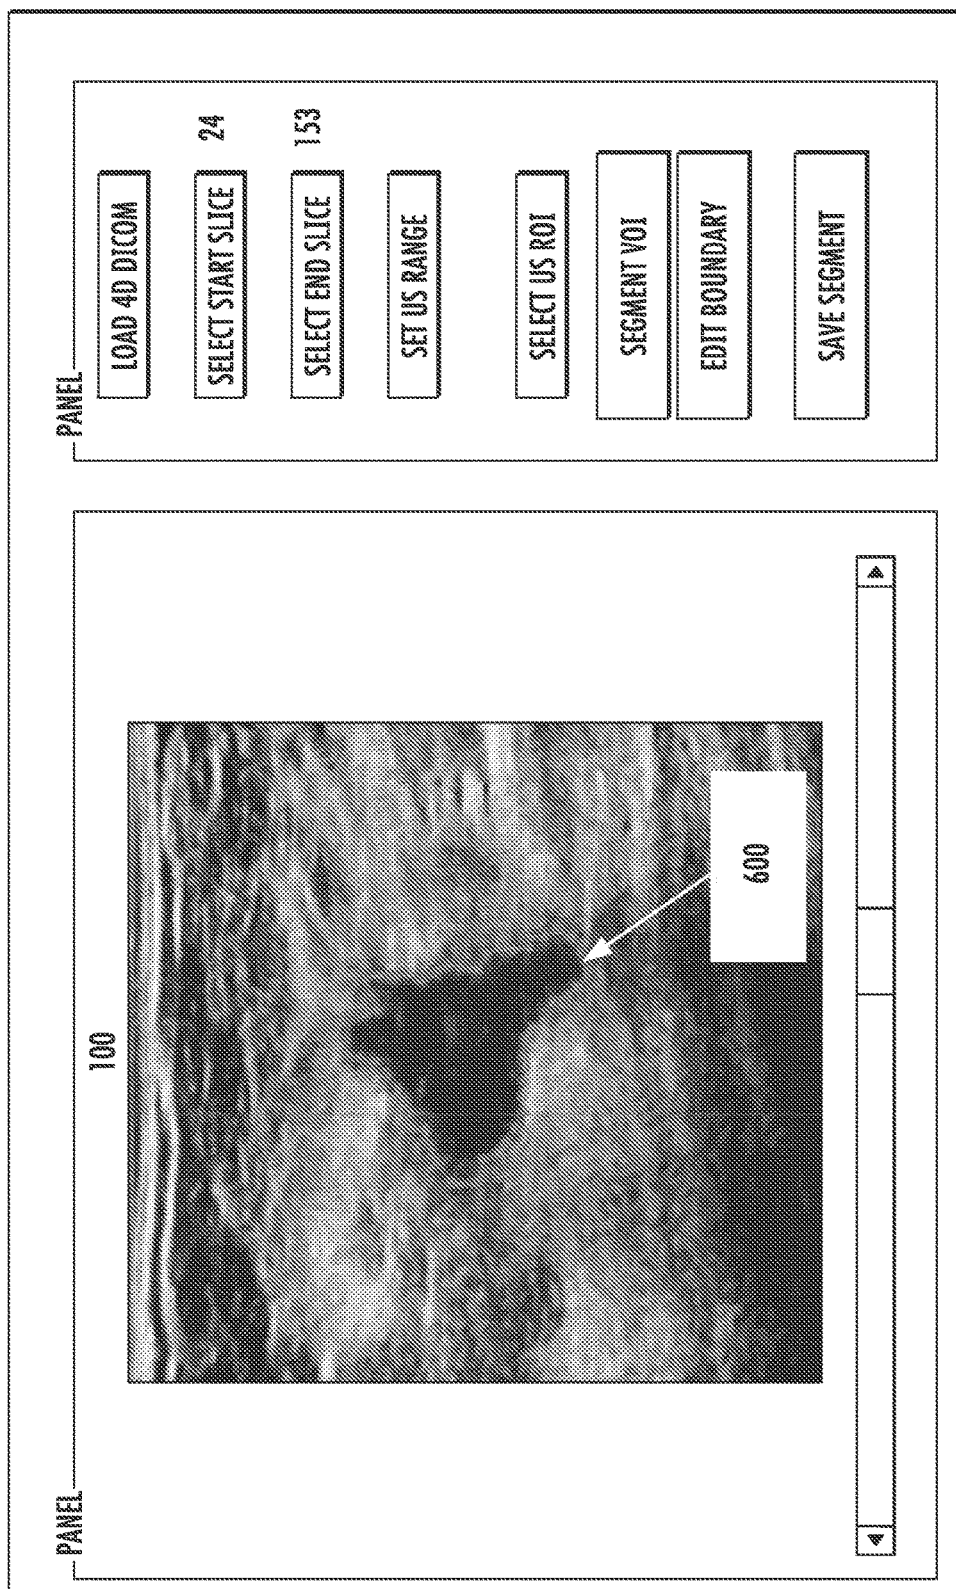 PANEL
100
600
PANEL
LOAD 4D DICOM
SELECT START SLICE 24
SELECT END SLICE 153
SET US RANGE
SELECT US ROI
SEGMENT VOI
EDIT BOUNDARY
SAVE SEGMENT